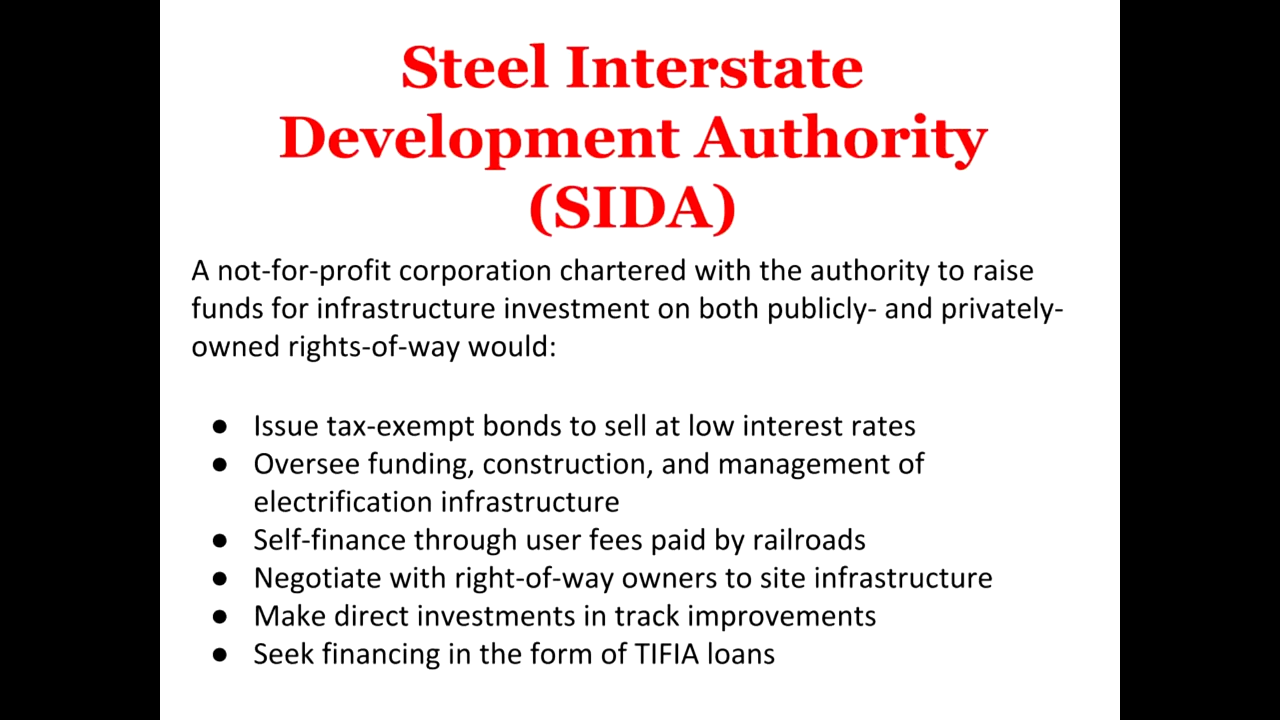 Steel Interstate
Development Authority
(SIDA)
A not-for-profit corporation chartered with the authority to raise
funds for infrastructure investment on both publicly- and privately-
owned rights-of-way would:
● Issue tax-exempt bonds to sell at low interest rates
● Oversee funding, construction, and management of
electrification infrastructure
● Self-finance through user fees paid by railroads
● Negotiate with right-of-way owners to site infrastructure
● Make direct investments in track improvements
● Seek financing in the form of TIFIA loans